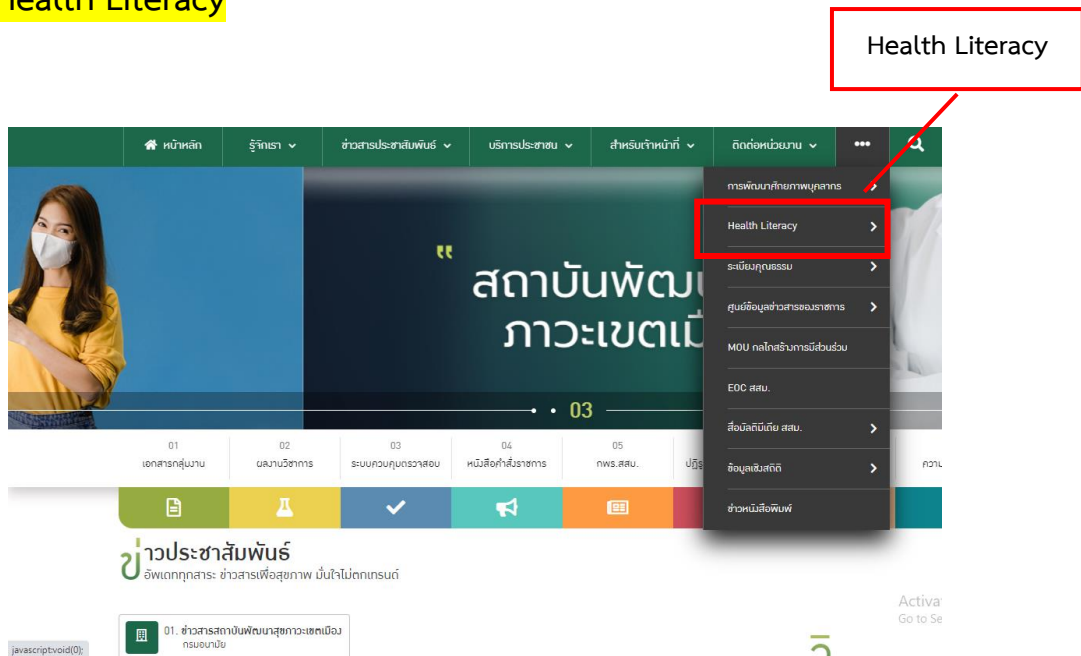 Health Literacy
Health Literacy
หน้าหลัก
รู้จักเรา
ข่าวสารประชาสัมพันธ์
บริการประชาชน
สำหรับเจ้าหน้าที่
ติดต่อหน่วยงาน
•••
การพัฒนาศักยภาพบุคลากร
Health Literacy
ระเบียงคุณธรรม
ศูนย์ข้อมูลข่าวสารของราชการ
MOU กลไกสร้างการมีส่วนร่วม
EOC สสม.
สื่อมัลติมีเดีย สสม.
ข้อมูลเชิงสถิติ
ข่าวหนังสือพิมพ์
"
สถาบันพัฒน
ภาวะเขตเมื
03
01
เอกสารกลุ่มงาน
02
ผลงานวิชาการ
03
ระบบควบคุมตรวจสอบ
04
หนังสือคำสั่งราชการ
05
กพร.สสม.
ปฏิรู
ความ
ข่าวประชาสัมพันธ์
อัพเดททุกสาระ ข่าวสารเพื่อสุขภาพ มั่นใจไม่ตกเทรนด์
01. ข่าวสารสถาบันพัฒนาสุขภาวะเขตเมือง
กรมอนามัย
Activa
Go to Se
javascript:void(0);